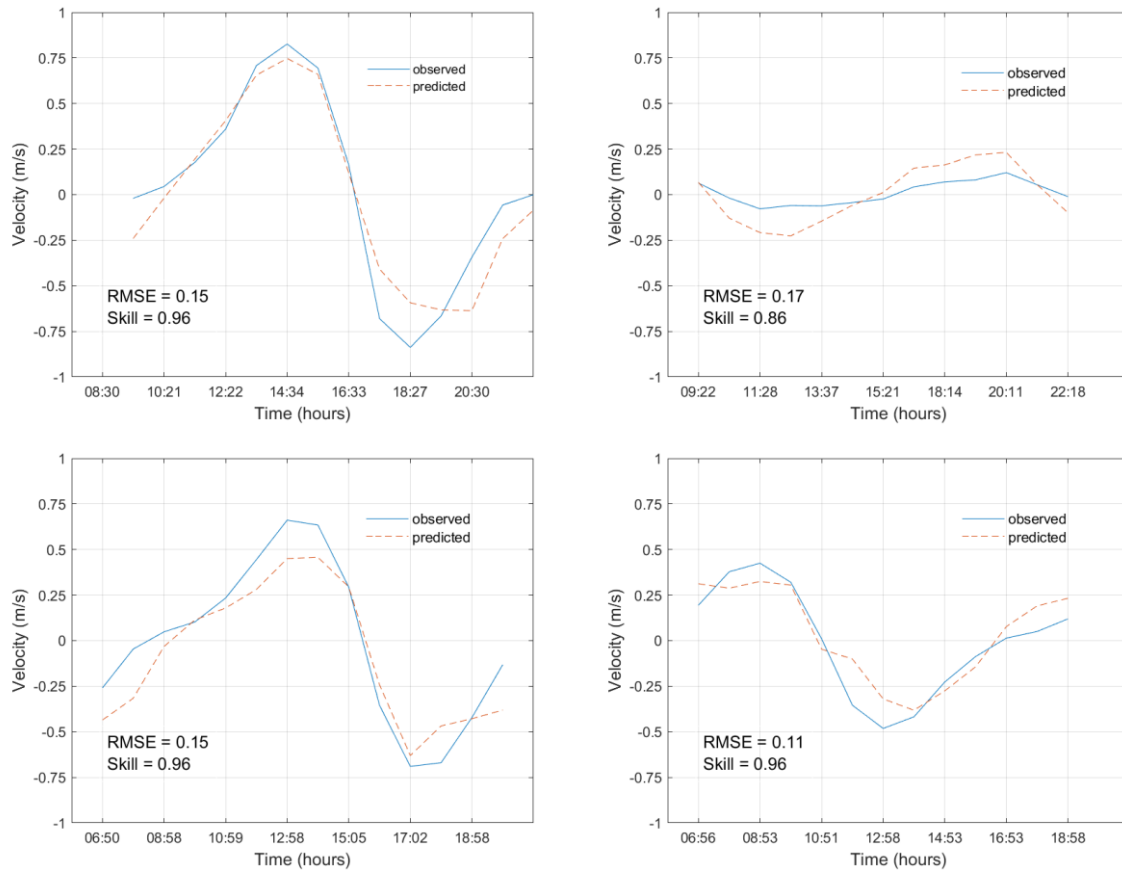 1
0.75
0.5
0.25
0
-0.25
-0.5
-0.75
-1
Velocity (m/s)
observed
predicted
RMSE = 0.15
Skill = 0.96
08:30 10:21 12:22 14:34 16:33 18:27 20:30
Time (hours)
1
0.75
0.5
0.25
0
-0.25
-0.5
-0.75
-1
Velocity (m/s)
observed
predicted
RMSE = 0.17
Skill = 0.86
09:22 11:28 13:37 15:21 18:14 20:11 22:18
Time (hours)
1
0.75
0.5
0.25
0
-0.25
-0.5
-0.75
-1
Velocity (m/s)
observed
predicted
RMSE = 0.15
Skill = 0.96
06:50 08:58 10:59 12:58 15:05 17:02 18:58
Time (hours)
1
0.75
0.5
0.25
0
-0.25
-0.5
-0.75
-1
Velocity (m/s)
observed
predicted
RMSE = 0.11
Skill = 0.96
06:56 08:53 10:51 12:58 14:53 16:53 18:58
Time (hours)